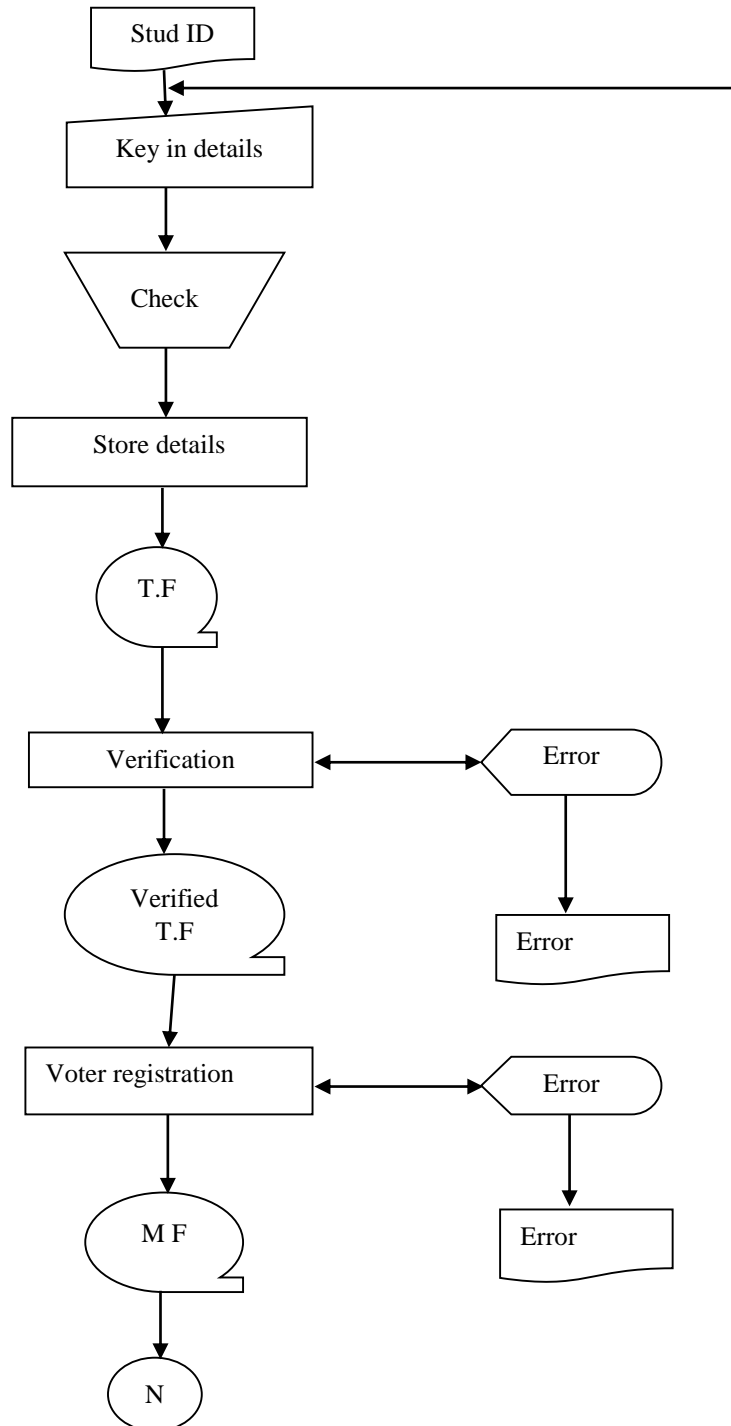 Stud ID
Key in details
Check
Store details
T.F
Verification
Error
Verified
T.F
Error
Voter registration
Error
M F
Error
N